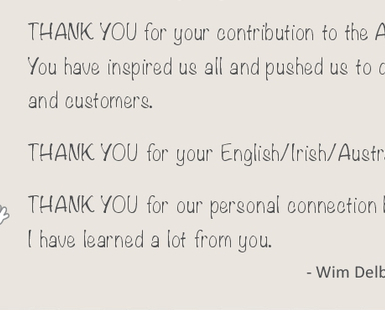 THANK YOU for your contribution to the
You have inspired us all and pushed us to
and customers.
THANK YOU for your English/Irish/Austr
THANK YOU for our personal connection
I have learned a lot from you.
- Wim Delb